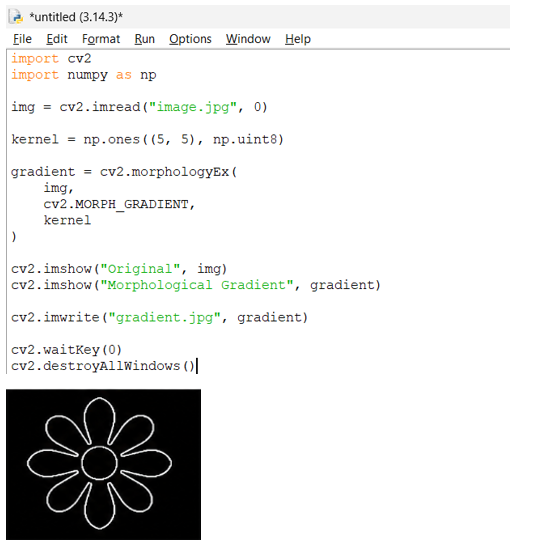 *untitled (3.14.3)*
File Edit Format Run Options Window Help
import cv2
import numpy as np
img = cv2.imread("image.jpg", 0)
kernel = np.ones((5, 5), np.uint8)
gradient = cv2.morphologyEx(
    img,
    cv2.MORPH_GRADIENT,
    kernel
)
cv2.imshow("Original", img)
cv2.imshow("Morphological Gradient", gradient)
cv2.imwrite("gradient.jpg", gradient)
cv2.waitKey(0)
cv2.destroyAllWindows()